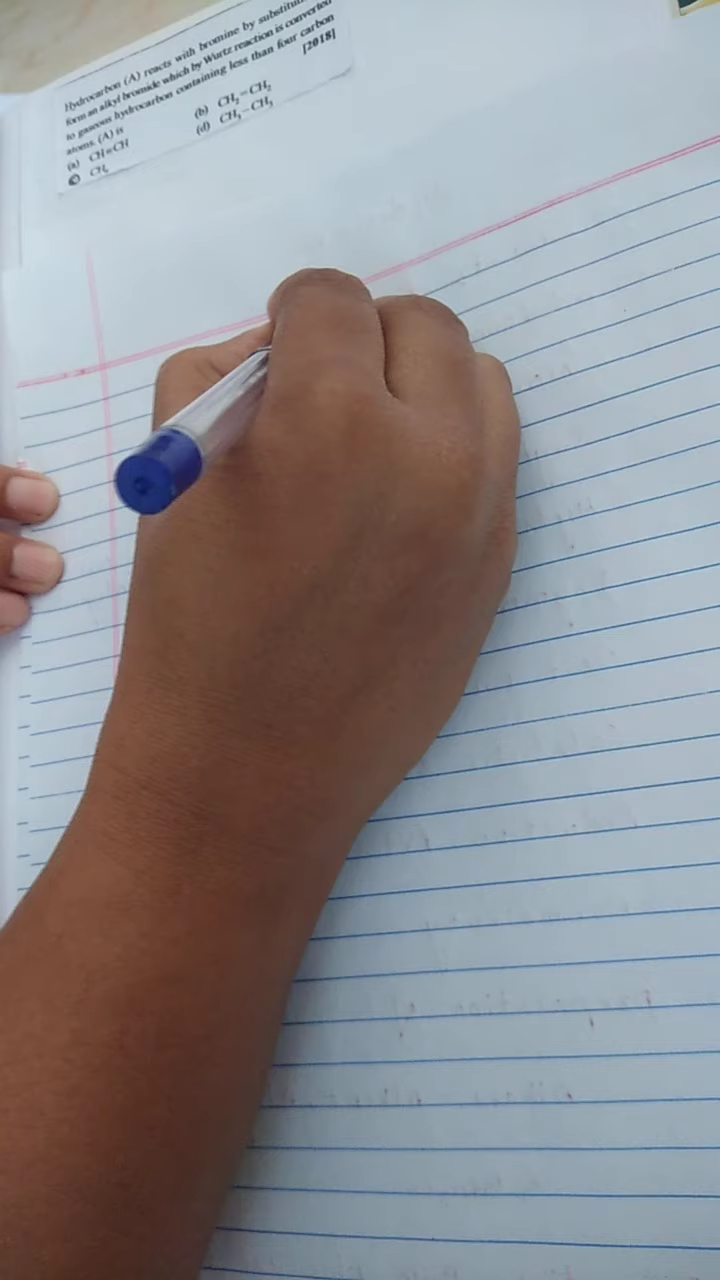 Hydrocarbon (A) reacts with bromine by
form an alkyl bromide which by Wurtz reaction is converted
to gaseous hydrocarbon containing less than four carbon
atoms. (A) is [2018]
(a) CH≡CH (b) CH₂=CH₂
(c) CH₄ (d) CH₃–CH₃